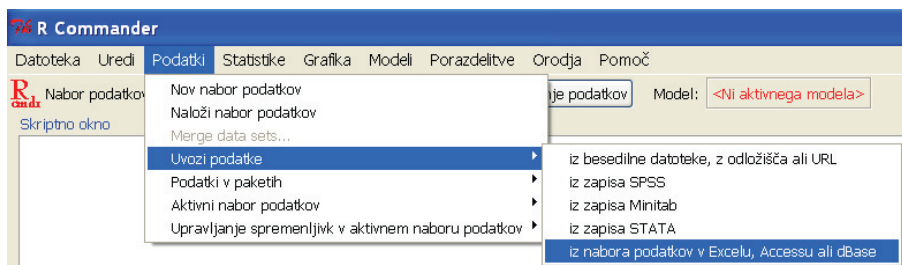 R Commander
Datoteka Uredi Podatki Statistike Grafika Modeli Porazdelitve Orodja Pomoč
R cmdr Nabor podatkov
Nov nabor podatkov
Naloži nabor podatkov
Merge data sets...
Uvozi podatke
Podatki v paketih
Aktivni nabor podatkov
Upravljanje spremenljivk v aktivnem naboru podatkov
je podatkov Model: <Ni aktivnega modela>
Skriptno okno
iz besedilne datoteke, z odložišča ali URL
iz zapisa SPSS
iz zapisa Minitab
iz zapisa STATA
iz nabora podatkov v Excelu, Accessu ali dBase